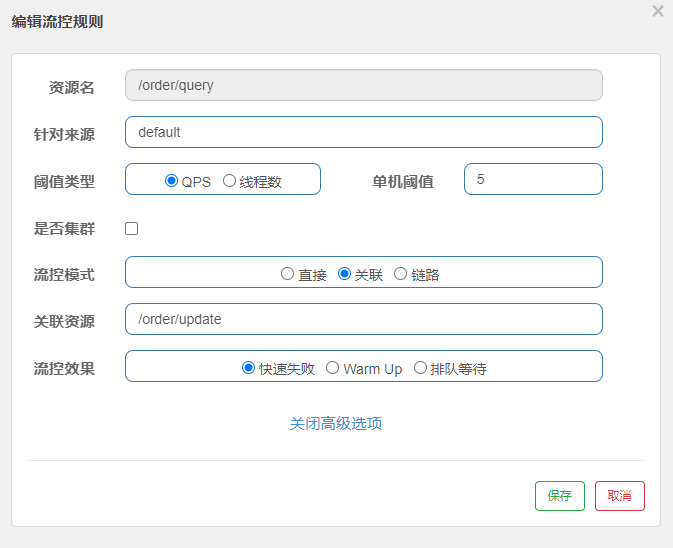 编辑流控规则 ×
资源名 /order/query
针对来源 default
阈值类型 QPS 线程数 单机阈值 5
是否集群
流控模式 直接 关联 链路
关联资源 /order/update
流控效果 快速失败 Warm Up 排队等待
关闭高级选项
保存 取消